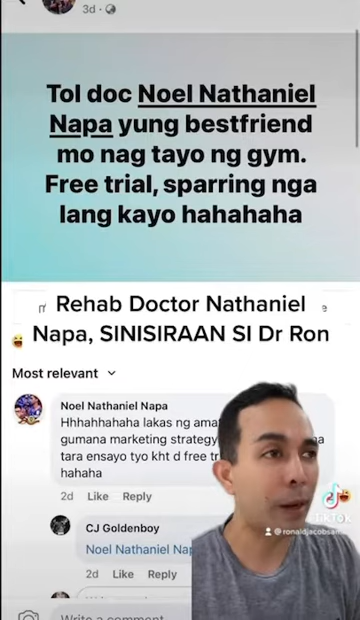 3d ·
Tol doc Noel Nathaniel
Napa yung bestfriend
mo nag tayo ng gym.
Free trial, sparring nga
lang kayo hahahaha
Rehab Doctor Nathaniel
Napa, SINISIRAAN SI Dr Ron
Most relevant
Noel Nathaniel Napa
Hhhahhahaha lakas ng
gumana marketing strategy
tara ensayo tyo kht d free
hahaha
2d Like Reply
CJ Goldenboy
Noel Nathaniel
2d Like Reply
TikTok
Write a comment